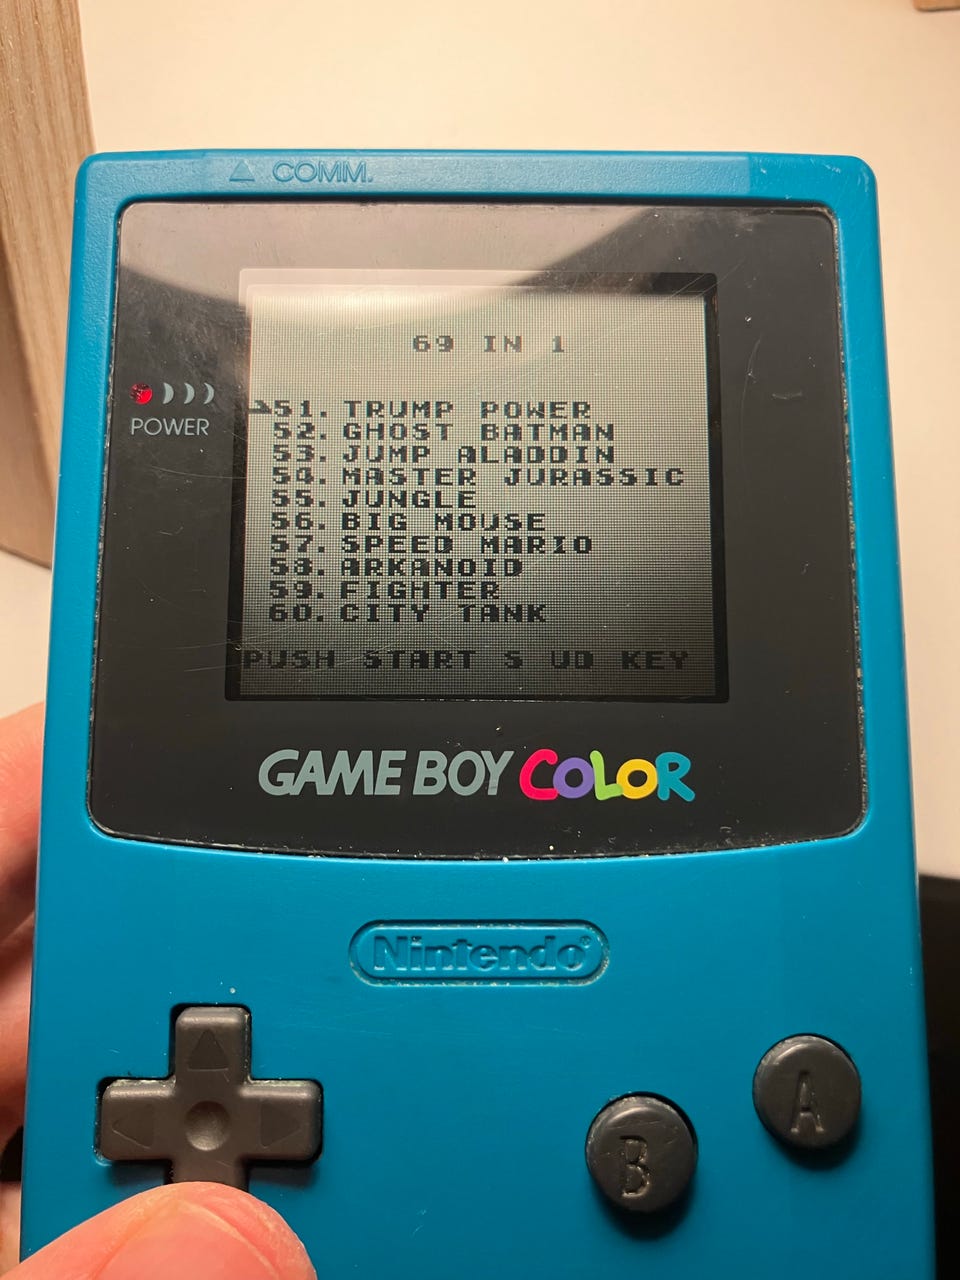 COMM.
69 IN 1
51. TRUMP POWER
52. GHOST BATMAN
53. JUMP ALADDIN
54. MASTER JURASSIC
55. JUNGLE
56. BIG MOUSE
57. SPEED MARIO
58. ARKANOID
59. FIGHTER
60. CITY TANK
PUSH START S UD KEY
POWER
GAME BOY COLOR
Nintendo®
A
B